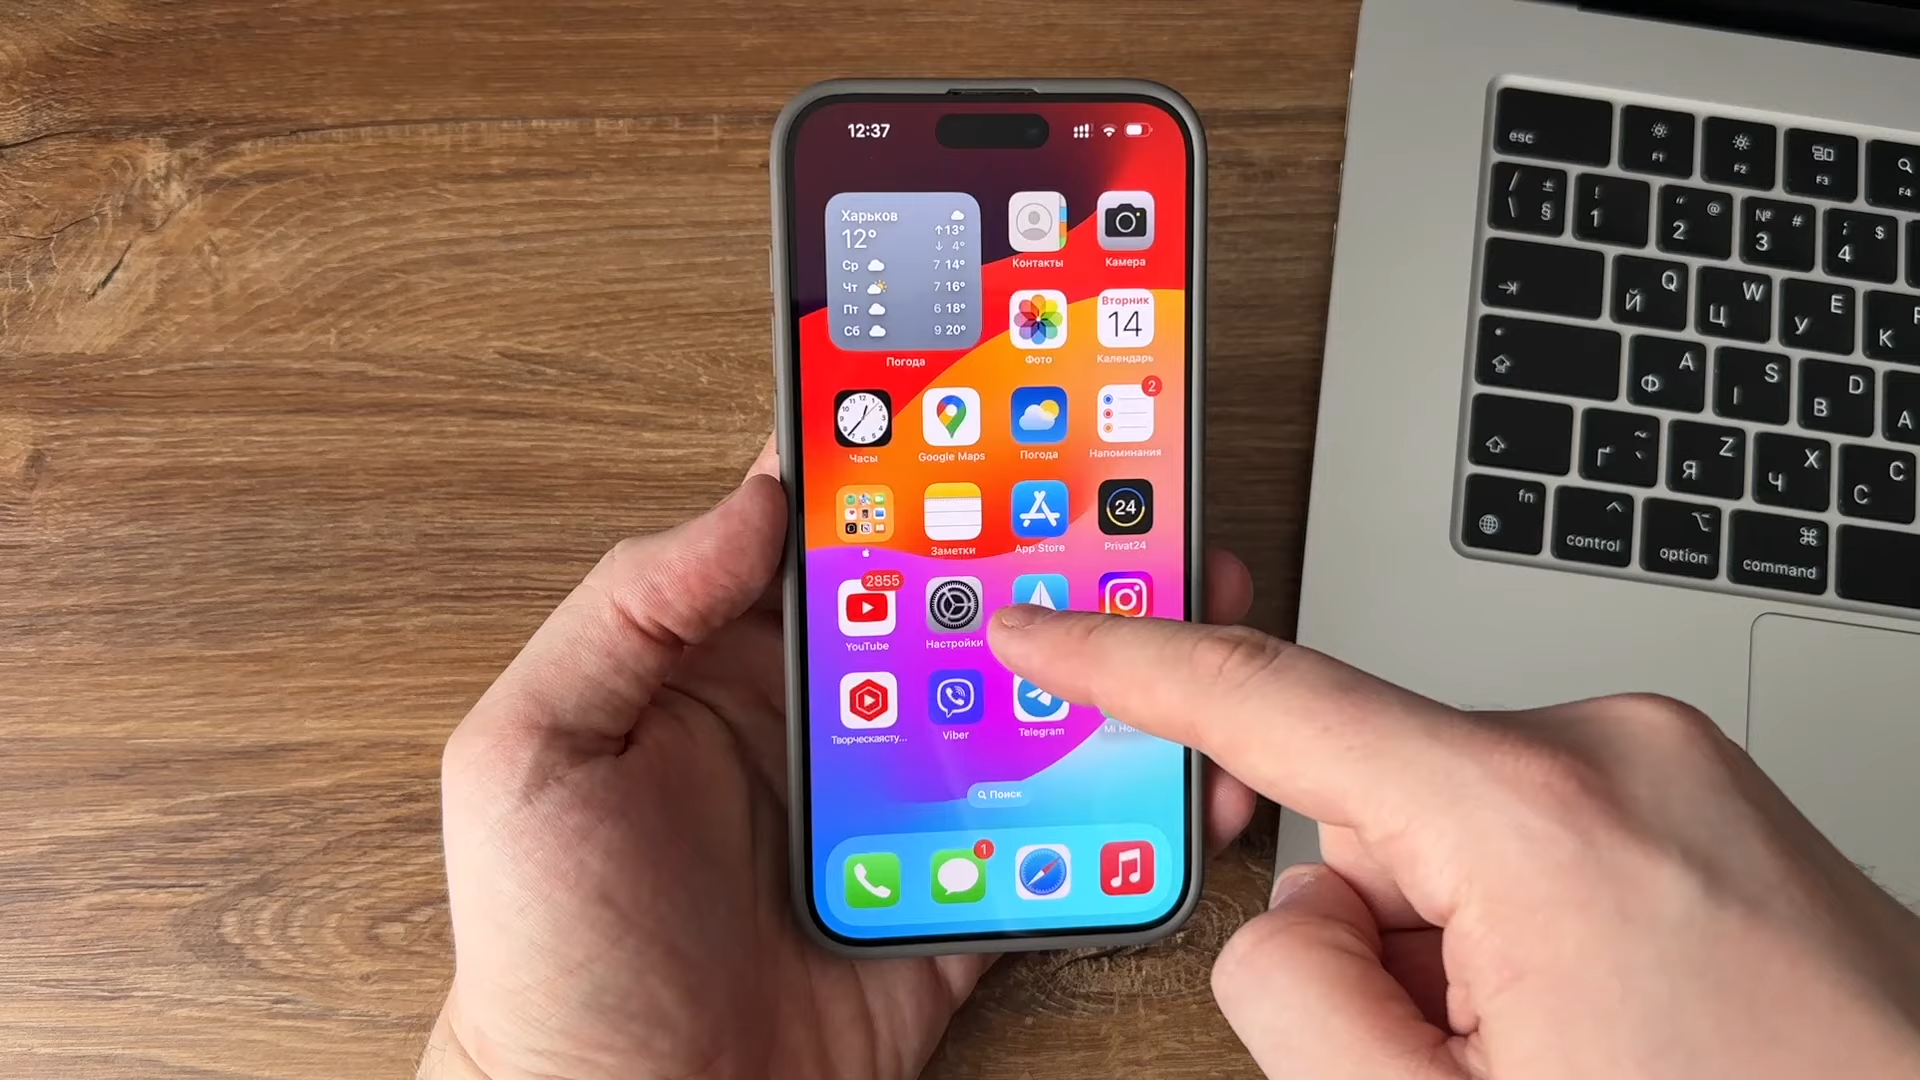 12:37
Харьков
12°
↑13°
↓ 4°
Ср 7 14°
Чт 7 16°
Пт 6 18°
Сб 9 20°
Погода
Контакты
Камера
Фото
Вторник
14
Календарь
Часы
Google Maps
Погода
2
Напоминания
Заметки
App Store
24
Privat24
2855
YouTube
Настройки
Творческаясту...
Viber
Telegram
Поиск
1
esc
F1
F2
F3
F4
/ ±
\ §
!
1
" @
2
№ #
3
; $
4
Й Q
Ц W
У E
К
Ф A
І S
В D
А
Ґ ~
Я Z
Ч X
С C
fn
control
option
command